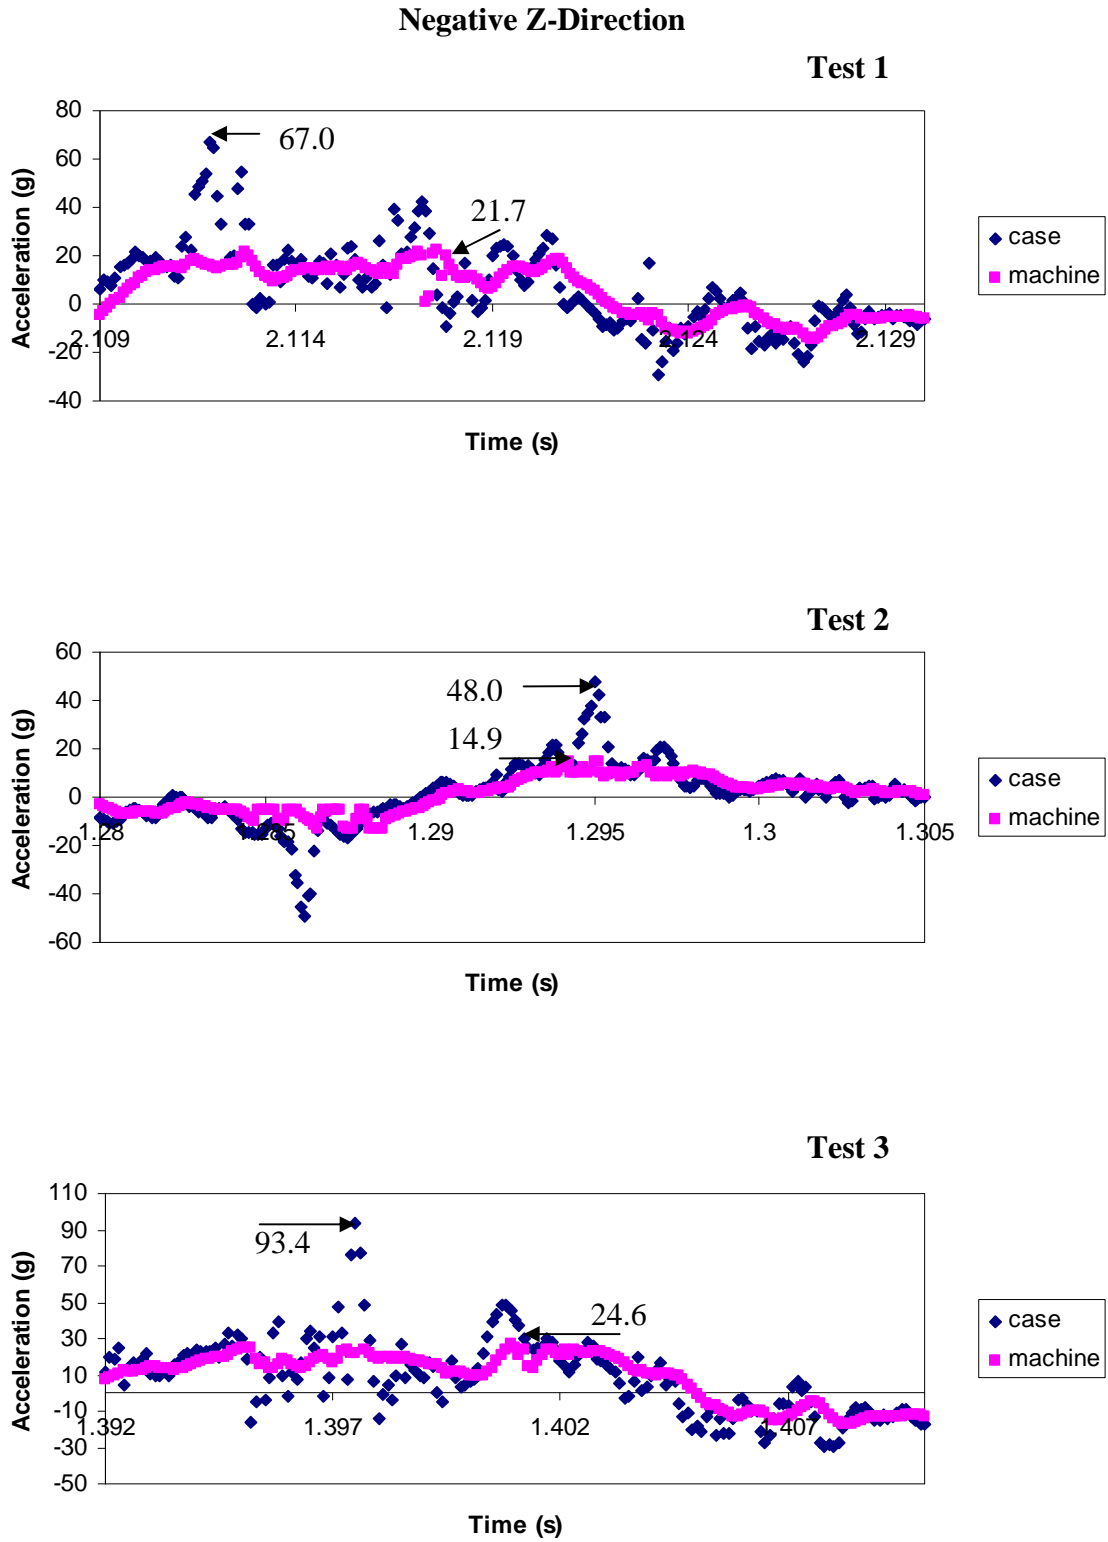 Negative Z-Direction
Test 1
80
60
40
20
0
-20
-40
Acceleration (g)
67.0
21.7
2.109
2.114
2.119
2.124
2.129
Time (s)
case
machine
Test 2
60
40
20
0
-20
-40
-60
Acceleration (g)
48.0
14.9
1.28
1.285
1.29
1.295
1.3
1.305
Time (s)
case
machine
Test 3
110
90
70
50
30
10
-10
-30
-50
Acceleration (g)
93.4
24.6
1.392
1.397
1.402
1.407
Time (s)
case
machine